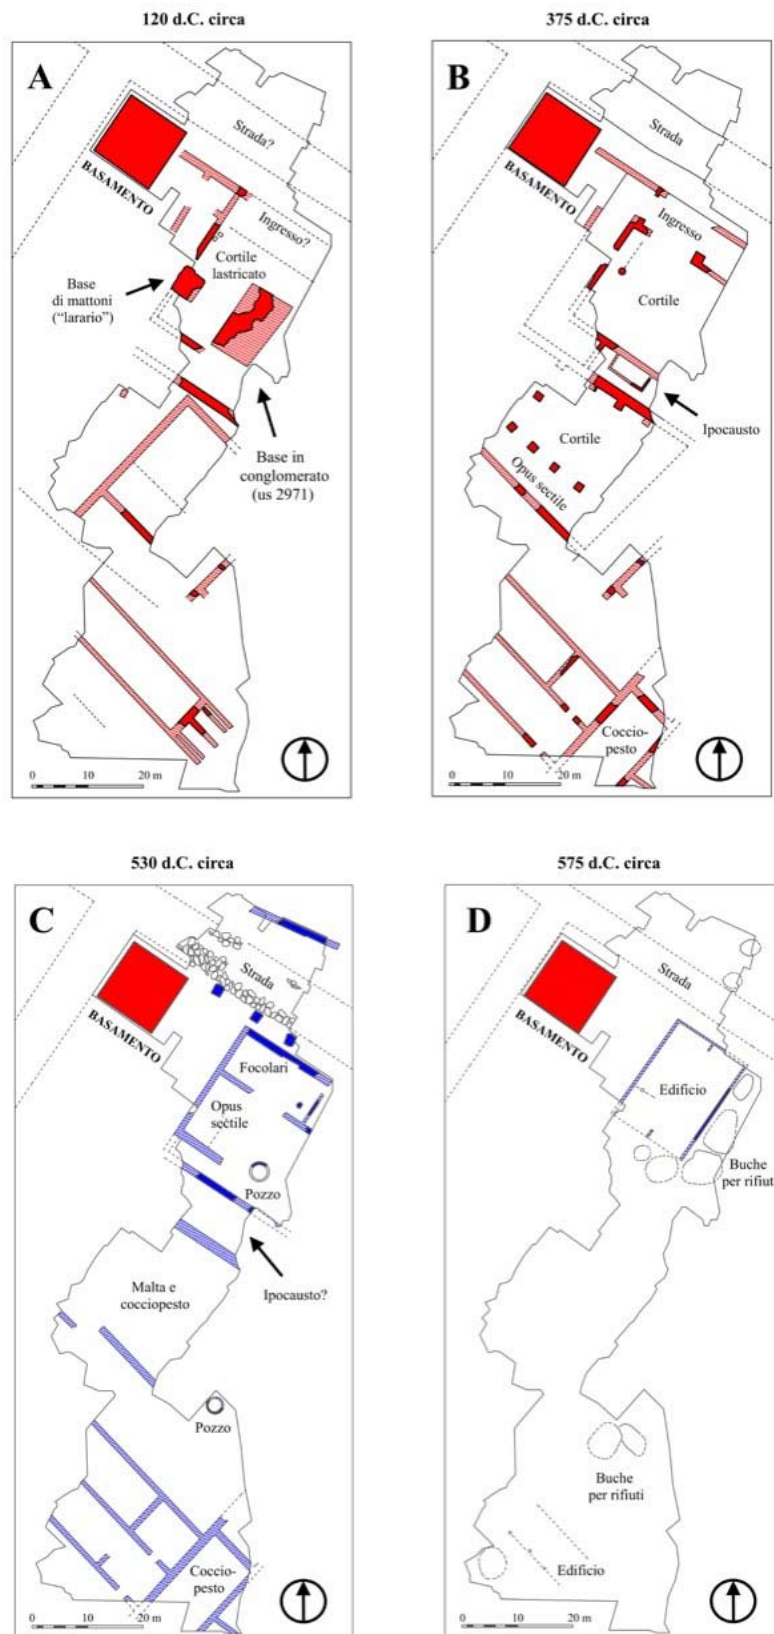 120 d.C. circa
A
Strada?
BASAMENTO
Ingresso?
Cortile
lastricato
Base
di mattoni
(“larario”)
Base in
conglomerato
(us 2971)
0 10 20 m
375 d.C. circa
B
Strada
BASAMENTO
Ingresso
Cortile
Ipocausto
Cortile
Opus sectile
Coccio-
pesto
0 10 20 m
530 d.C. circa
C
Strada
BASAMENTO
Focolari
Opus
sectile
Pozzo
Ipocausto?
Malta e
cocciopesto
Pozzo
Coccio-
pesto
0 10 20 m
575 d.C. circa
D
Strada
BASAMENTO
Edificio
Buche
per rifiuti
Buche
per rifiuti
Edificio
0 10 20 m